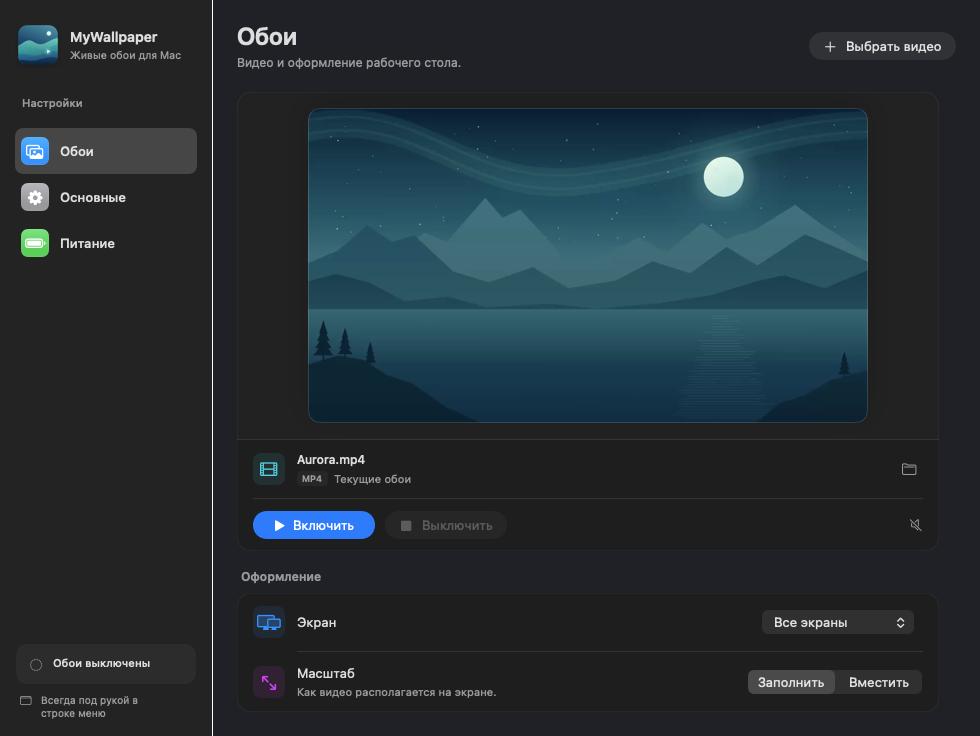 MyWallpaper
Живые обои для Mac
Настройки
Обои
Основные
Питание
Обои выключены
Всегда под рукой в
строке меню
Обои
Видео и оформление рабочего стола.
Выбрать видео
Aurora.mp4
MP4 Текущие обои
Включить
Выключить
Оформление
Экран
Все экраны
Масштаб
Как видео располагается на экране.
Заполнить
Вместить